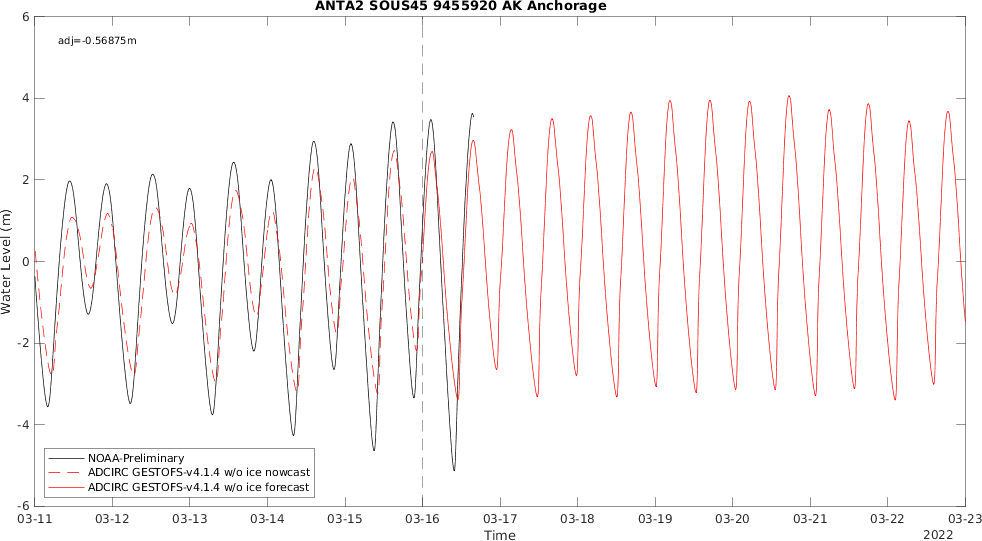 ANTA2 SOUS45 9455920 AK Anchorage
6
adj=-0.56875m
4
2
0
-2
-4
-6
Water Level (m)
NOAA-Preliminary
ADCIRC GESTOFS-v4.1.4 w/o ice nowcast
ADCIRC GESTOFS-v4.1.4 w/o ice forecast
03-11 03-12 03-13 03-14 03-15 03-16 03-17 03-18 03-19 03-20 03-21 03-22 03-23
Time
2022